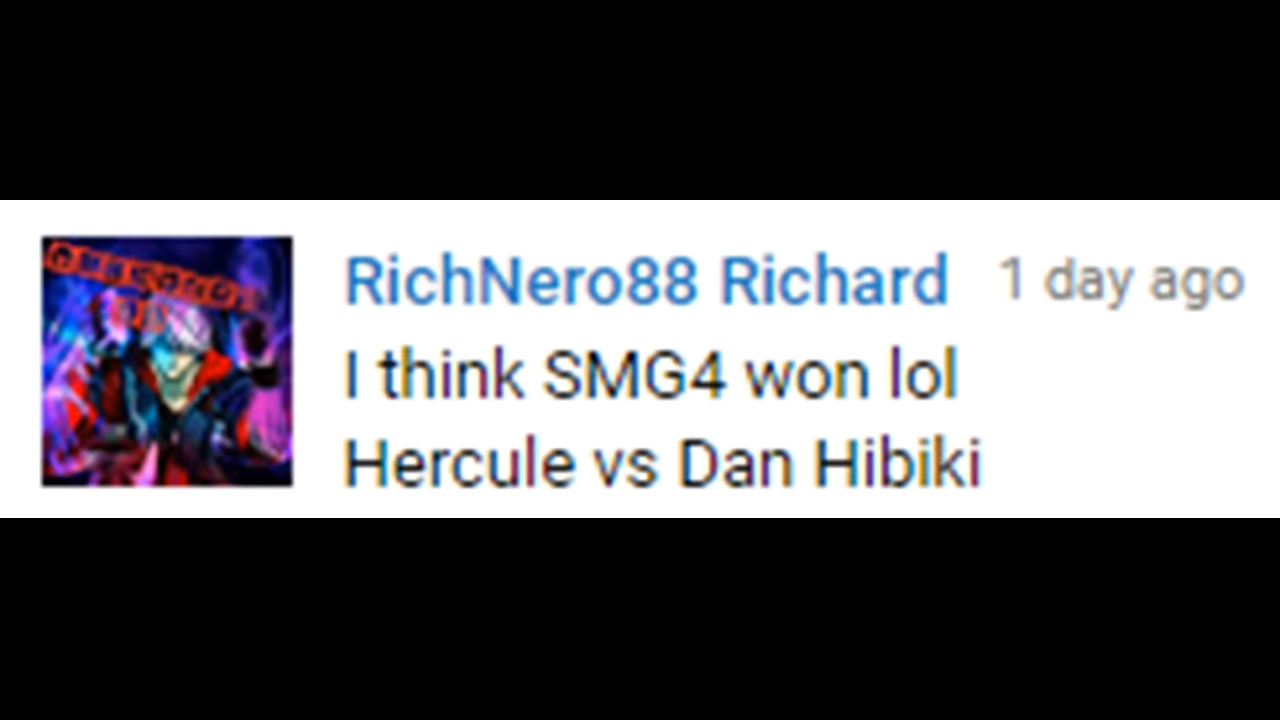 RichNero88 Richard 1 day ago
I think SMG4 won lol
Hercule vs Dan Hibiki